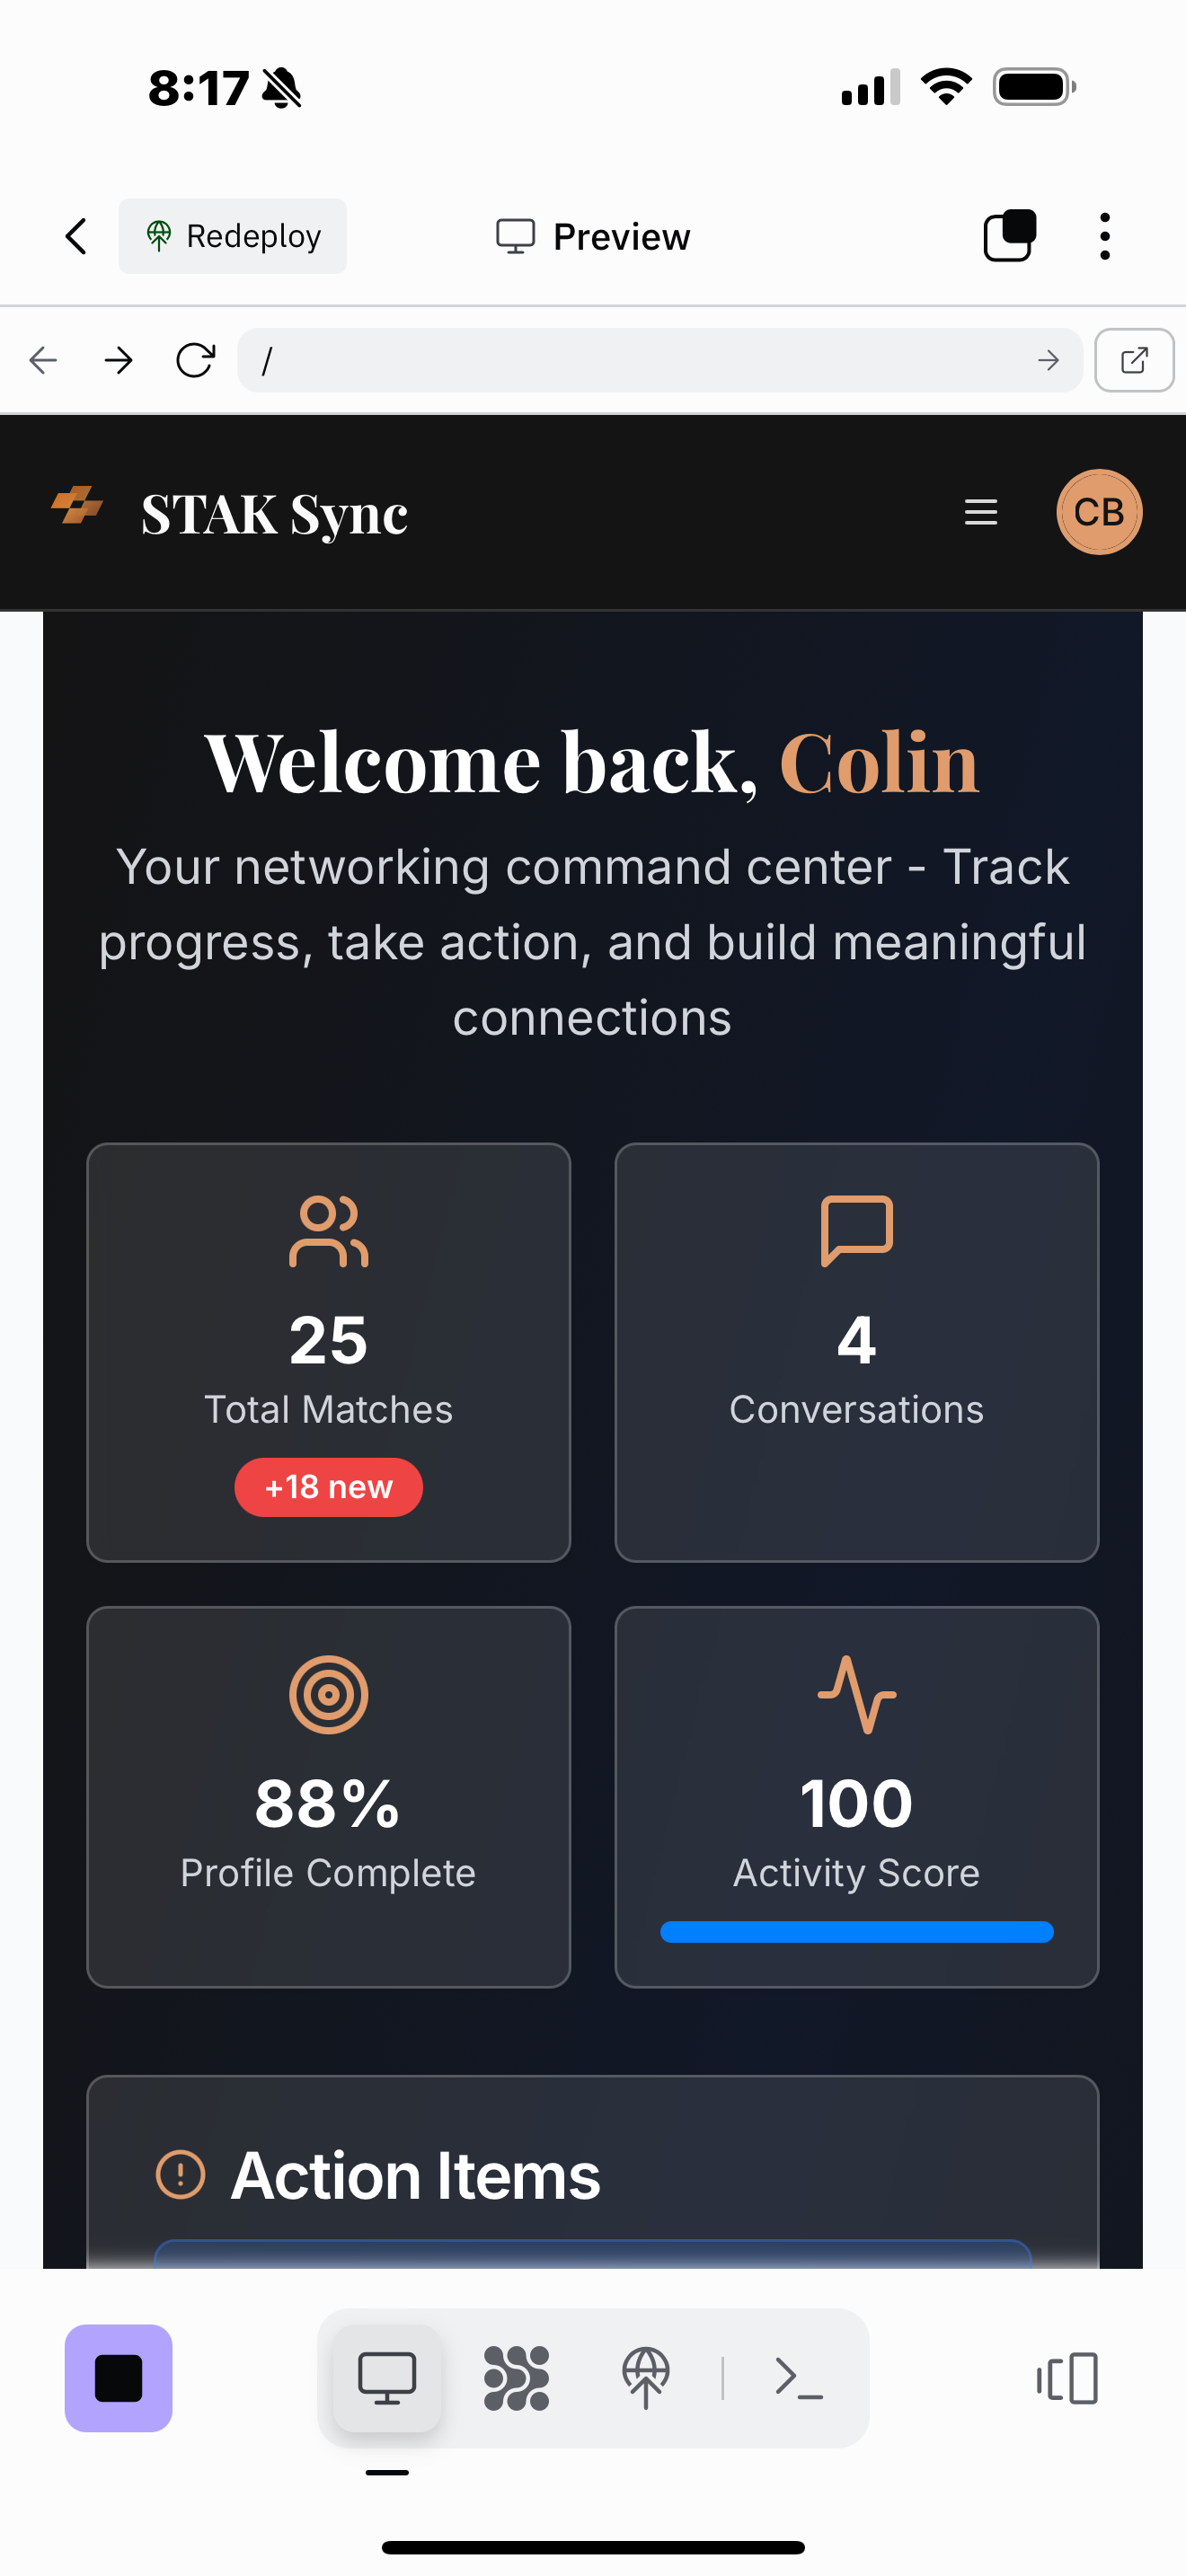 8:17
Redeploy
Preview
/
STAK Sync
CB
Welcome back, Colin
Your networking command center - Track
progress, take action, and build meaningful
connections
25
Total Matches
+18 new
4
Conversations
88%
Profile Complete
100
Activity Score
Action Items